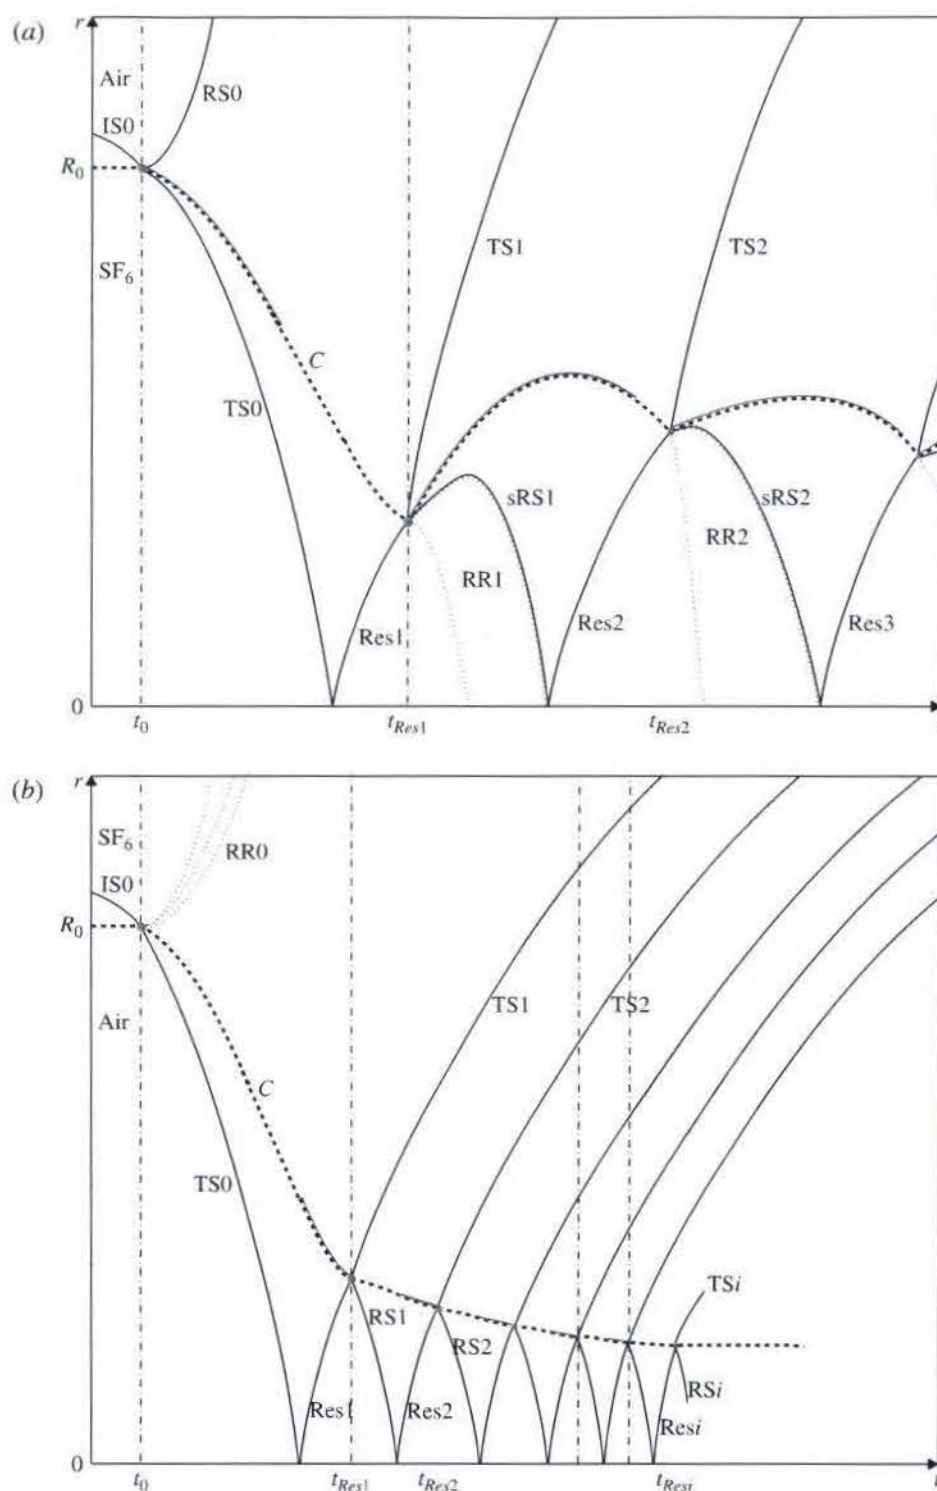 (a)
r
Air
RS0
IS0
R0
SF6
TS1
TS2
C
TS0
sRS1
sRS2
RR2
RR1
Res1
Res2
Res3
0
t0
tRes1
tRes2
(b)
r
SF6
RR0
IS0
R0
TS1
TS2
Air
C
TS0
TSi
RS1
RS2
RSi
Res1
Res2
Resi
0
t0
tRes1
tRes2
tResi